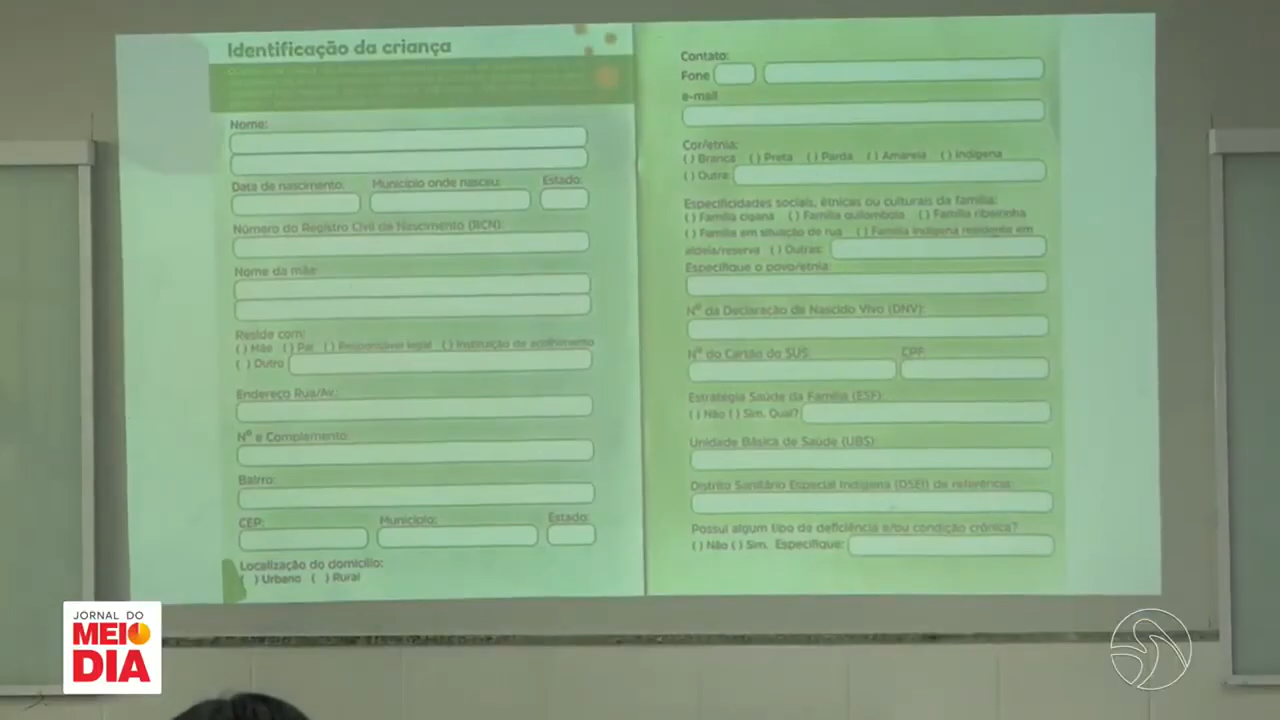 Identificação da criança
Nome:
Data de nascimento:
Município onde nasceu:
Estado:
Número do Registro Civil de Nascimento (RCN):
Nome da mãe:
Reside com:
( ) Mãe ( ) Pai ( ) Responsável legal ( ) Instituição de acolhimento
( ) Outro
Endereço Rua/Av.:
Nº e Complemento:
Bairro:
CEP:
Município:
Estado:
Localização do domicílio:
( ) Urbano ( ) Rural
Contato:
Fone
e-mail
Cor/etnia:
( ) Branca ( ) Preta ( ) Parda ( ) Amarela ( ) Indígena
( ) Outra:
Especificidades sociais, étnicas ou culturais da família:
( ) Família cigana ( ) Família quilombola ( ) Família ribeirinha
( ) Família em situação de rua ( ) Família indígena residente em
aldeia/reserva ( ) Outras:
Especifique o povo/etnia:
Nº da Declaração de Nascido Vivo (DNV):
Nº do Cartão do SUS:
CPF:
Estratégia Saúde da Família (ESF):
( ) Não ( ) Sim. Qual?
Unidade Básica de Saúde (UBS):
Distrito Sanitário Especial Indígena (DSEI) de referência:
Possui algum tipo de deficiência e/ou condição crônica?
( ) Não ( ) Sim. Especifique:
JORNAL DO
MEIO
DIA